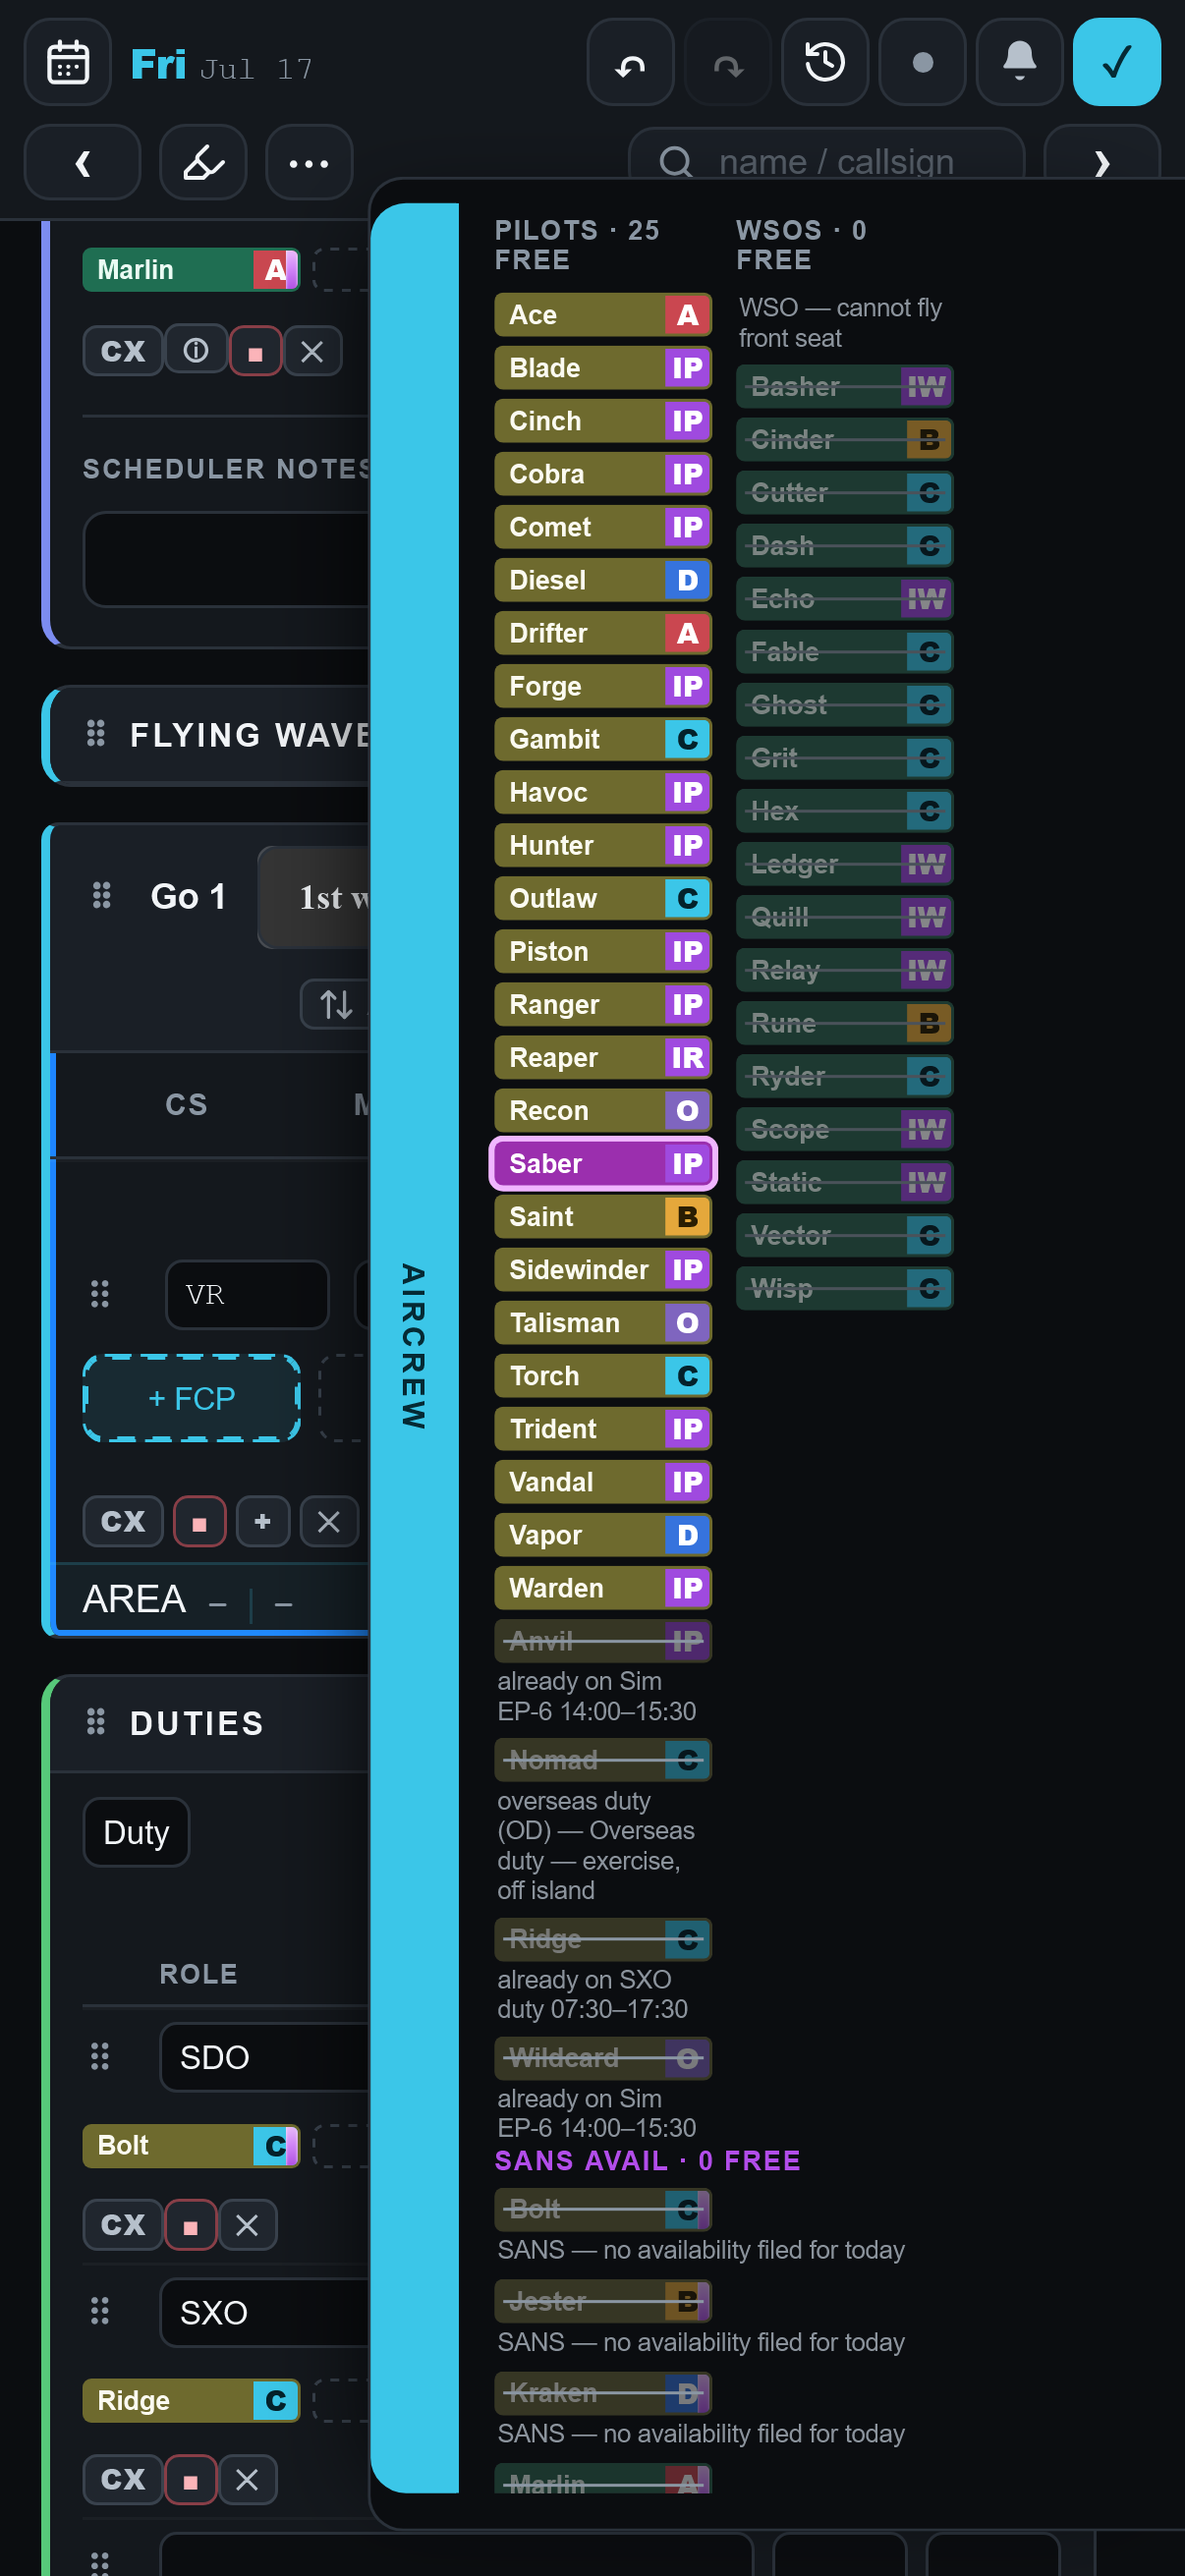 Fri Jul 17
name / callsign
Marlin A
CX
SCHEDULER NOTES
FLYING WAVE
Go 1
1st w
CS
VR
+ FCP
CX
+
AREA – | –
DUTIES
Duty
ROLE
SDO
Bolt C
CX
SXO
Ridge C
CX
AIRCREW
PILOTS · 25
FREE
Ace A
Blade IP
Cinch IP
Cobra IP
Comet IP
Diesel D
Drifter A
Forge IP
Gambit C
Havoc IP
Hunter IP
Outlaw C
Piston IP
Ranger IP
Reaper IR
Recon O
Saber IP
Saint B
Sidewinder IP
Talisman O
Torch C
Trident IP
Vandal IP
Vapor D
Warden IP
Anvil IP
already on Sim
EP-6 14:00–15:30
Nomad C
overseas duty
(OD) — Overseas
duty — exercise,
off island
Ridge C
already on SXO
duty 07:30–17:30
Wildcard O
already on Sim
EP-6 14:00–15:30
WSOS · 0
FREE
WSO — cannot fly
front seat
Basher IW
Cinder B
Cutter C
Dash C
Echo IW
Fable C
Ghost C
Grit C
Hex C
Ledger IW
Quill IW
Relay IW
Rune B
Ryder C
Scope IW
Static IW
Vector C
Wisp C
SANS AVAIL · 0 FREE
Bolt C
SANS — no availability filed for today
Jester B
SANS — no availability filed for today
Kraken D
SANS — no availability filed for today
Marlin A